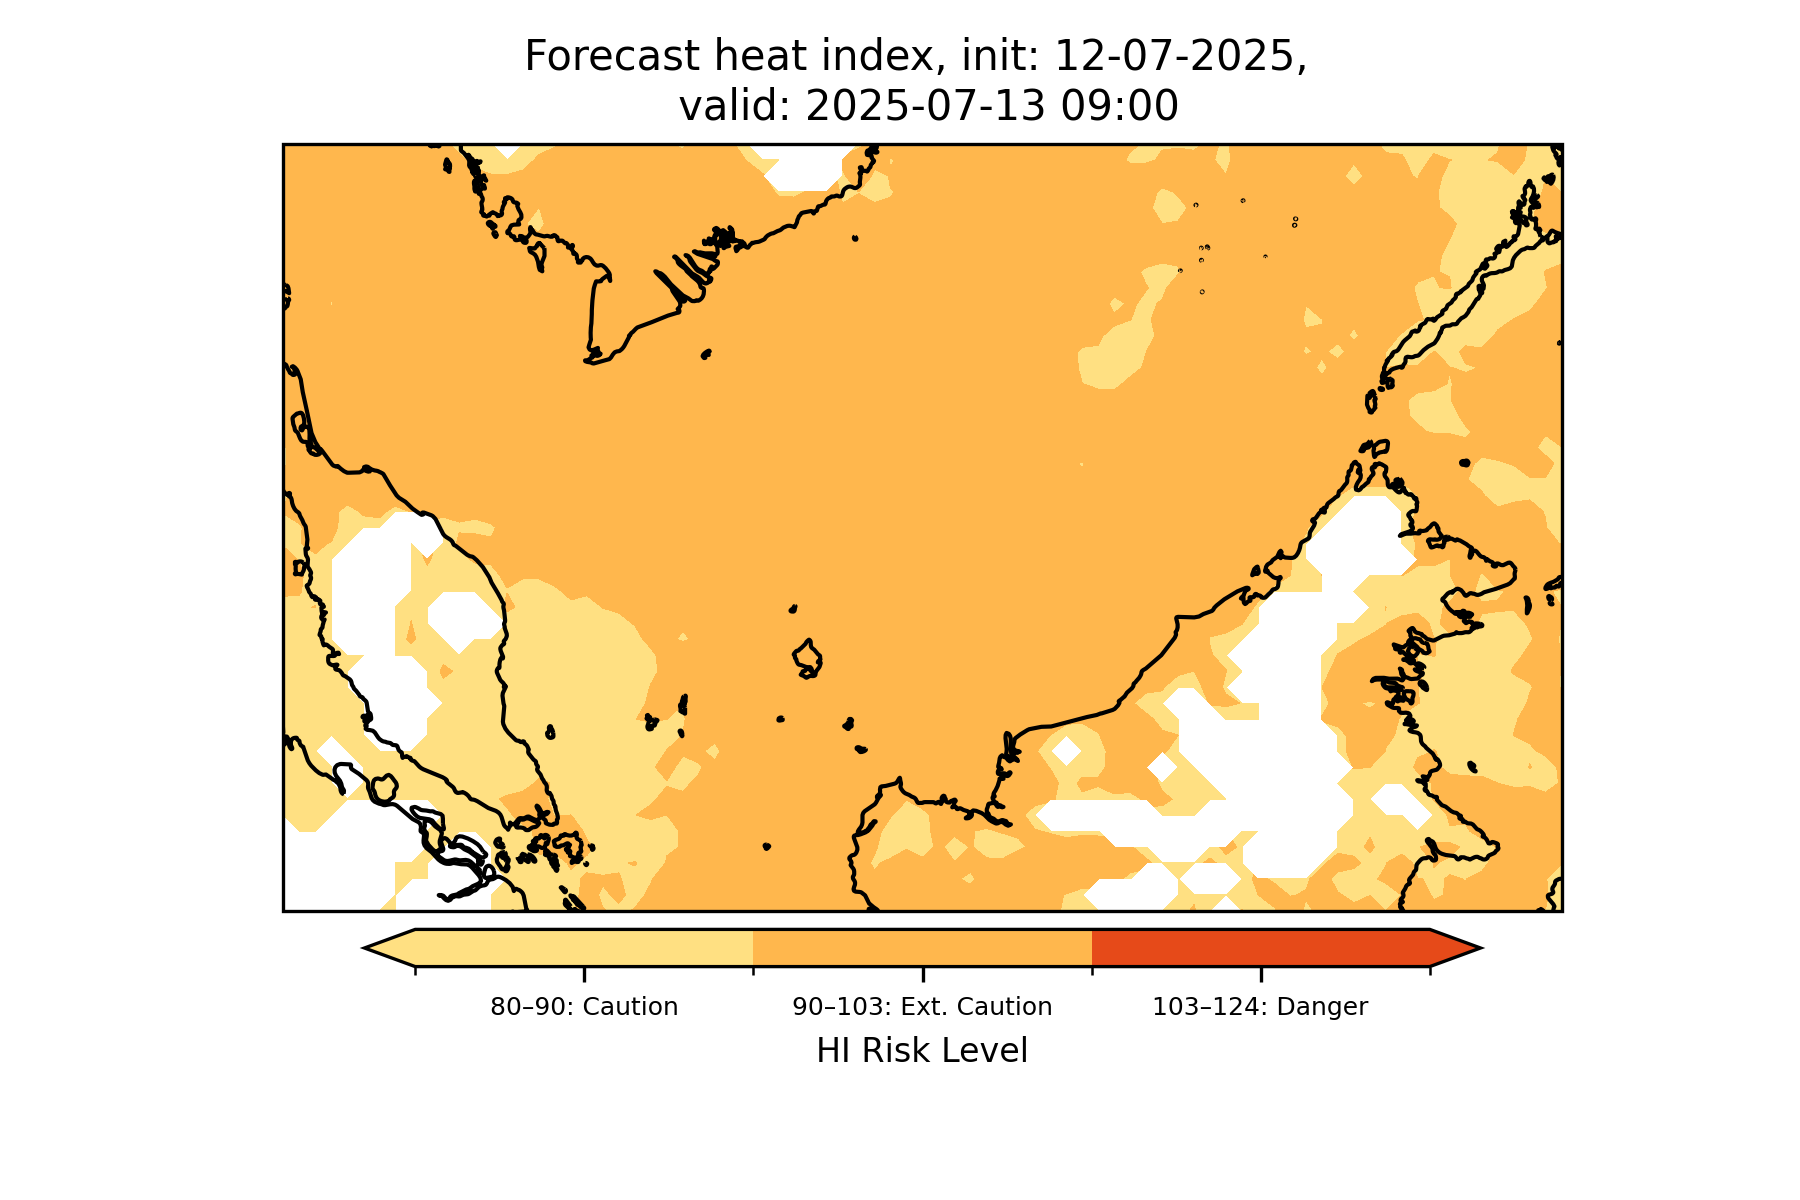 Forecast heat index, init: 12-07-2025,
valid: 2025-07-13 09:00
80–90: Caution
90–103: Ext. Caution
103–124: Danger
HI Risk Level